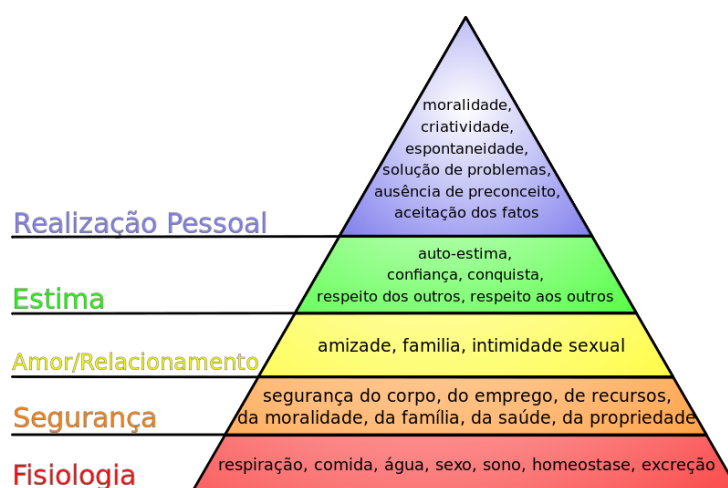 moralidade,
criatividade,
espontaneidade,
solução de problemas,
ausência de preconceito,
aceitação dos fatos
Realização Pessoal
auto-estima,
confiança, conquista,
respeito dos outros, respeito aos outros
Estima
amizade, familia, intimidade sexual
Amor/Relacionamento
segurança do corpo, do emprego, de recursos,
da moralidade, da família, da saúde, da propriedade
Segurança
respiração, comida, água, sexo, sono, homeostase, excreção
Fisiologia